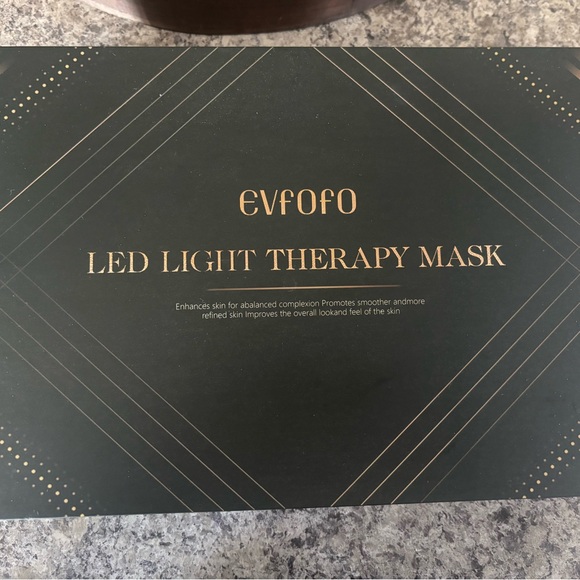 EVFOFO
LED LIGHT THERAPY MASK
Enhances skin for abalanced complexion Promotes smoother andmore
refined skin Improves the overall lookand feel of the skin